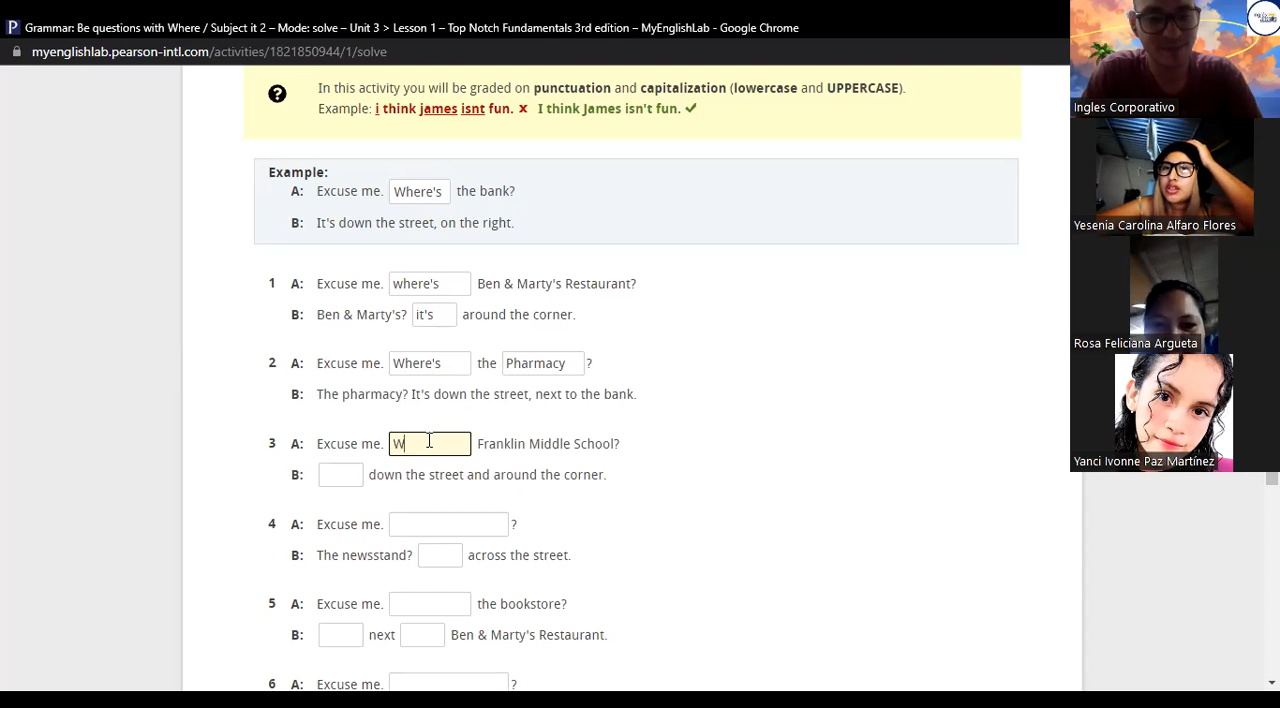 Grammar: Be questions with Where / Subject it 2 – Mode: solve – Unit 3 > Lesson 1 – Top Notch Fundamentals 3rd edition – MyEnglishLab - Google Chrome
myenglishlab.pearson-intl.com/activities/1821850944/1/solve
In this activity you will be graded on punctuation and capitalization (lowercase and UPPERCASE).
Example: i think james isnt fun. x I think James isn't fun. ✓
Example:
A: Excuse me. Where's the bank?
B: It's down the street, on the right.
1 A: Excuse me. where's Ben & Marty's Restaurant?
B: Ben & Marty's? it's around the corner.
2 A: Excuse me. Where's the Pharmacy ?
B: The pharmacy? It's down the street, next to the bank.
3 A: Excuse me. W Franklin Middle School?
B: down the street and around the corner.
4 A: Excuse me. ?
B: The newsstand? across the street.
5 A: Excuse me. the bookstore?
B: next Ben & Marty's Restaurant.
6 A: Excuse me. ?
Ingles Corporativo
Yesenia Carolina Alfaro Flores
Rosa Feliciana Argueta
Yanci Ivonne Paz Martínez